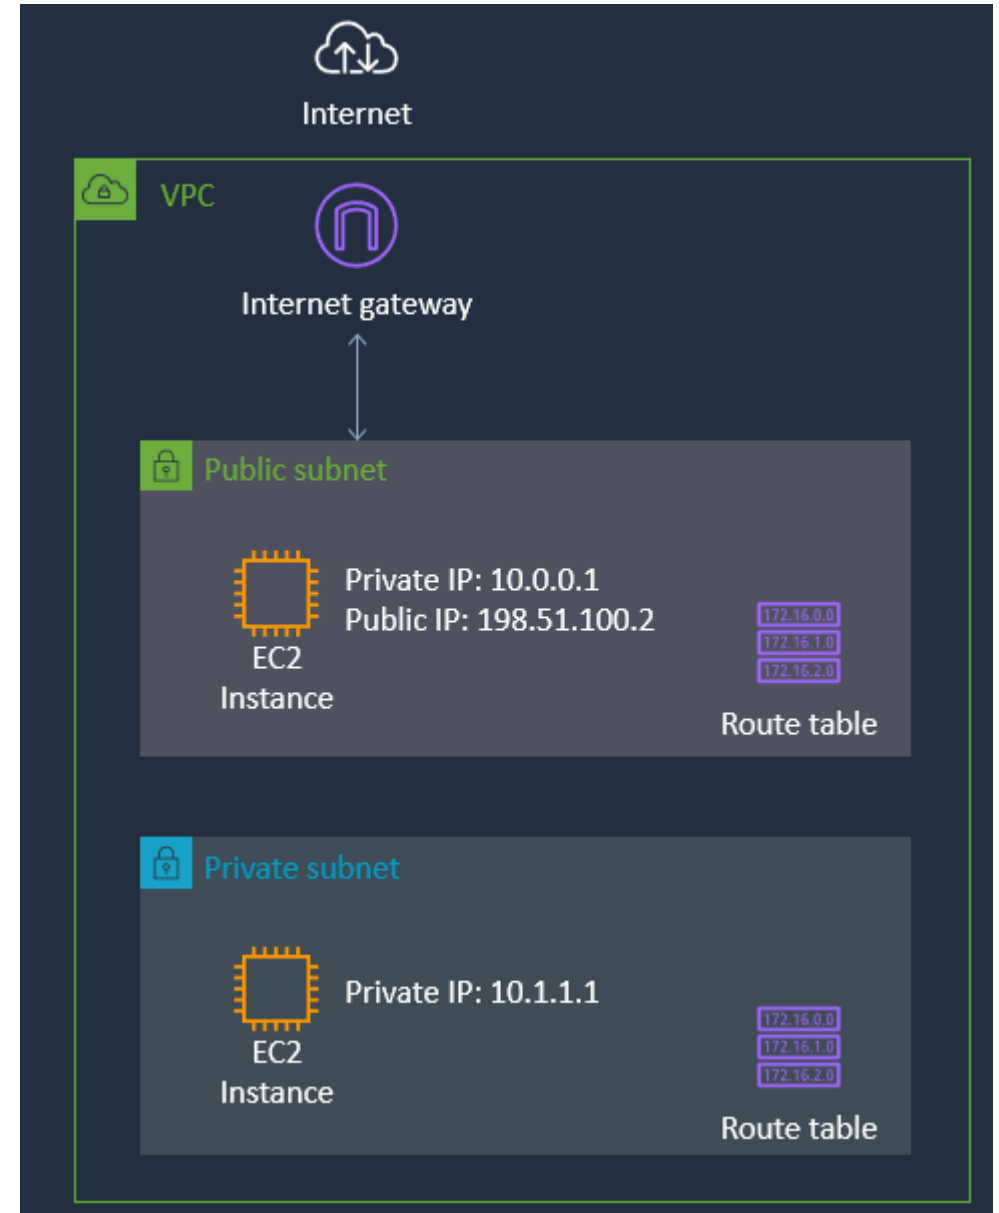 Internet
VPC
Internet gateway
Public subnet
Private IP: 10.0.0.1
Public IP: 198.51.100.2
EC2
Instance
172.16.0.0
172.16.1.0
172.16.2.0
Route table
Private subnet
Private IP: 10.1.1.1
EC2
Instance
172.16.0.0
172.16.1.0
172.16.2.0
Route table